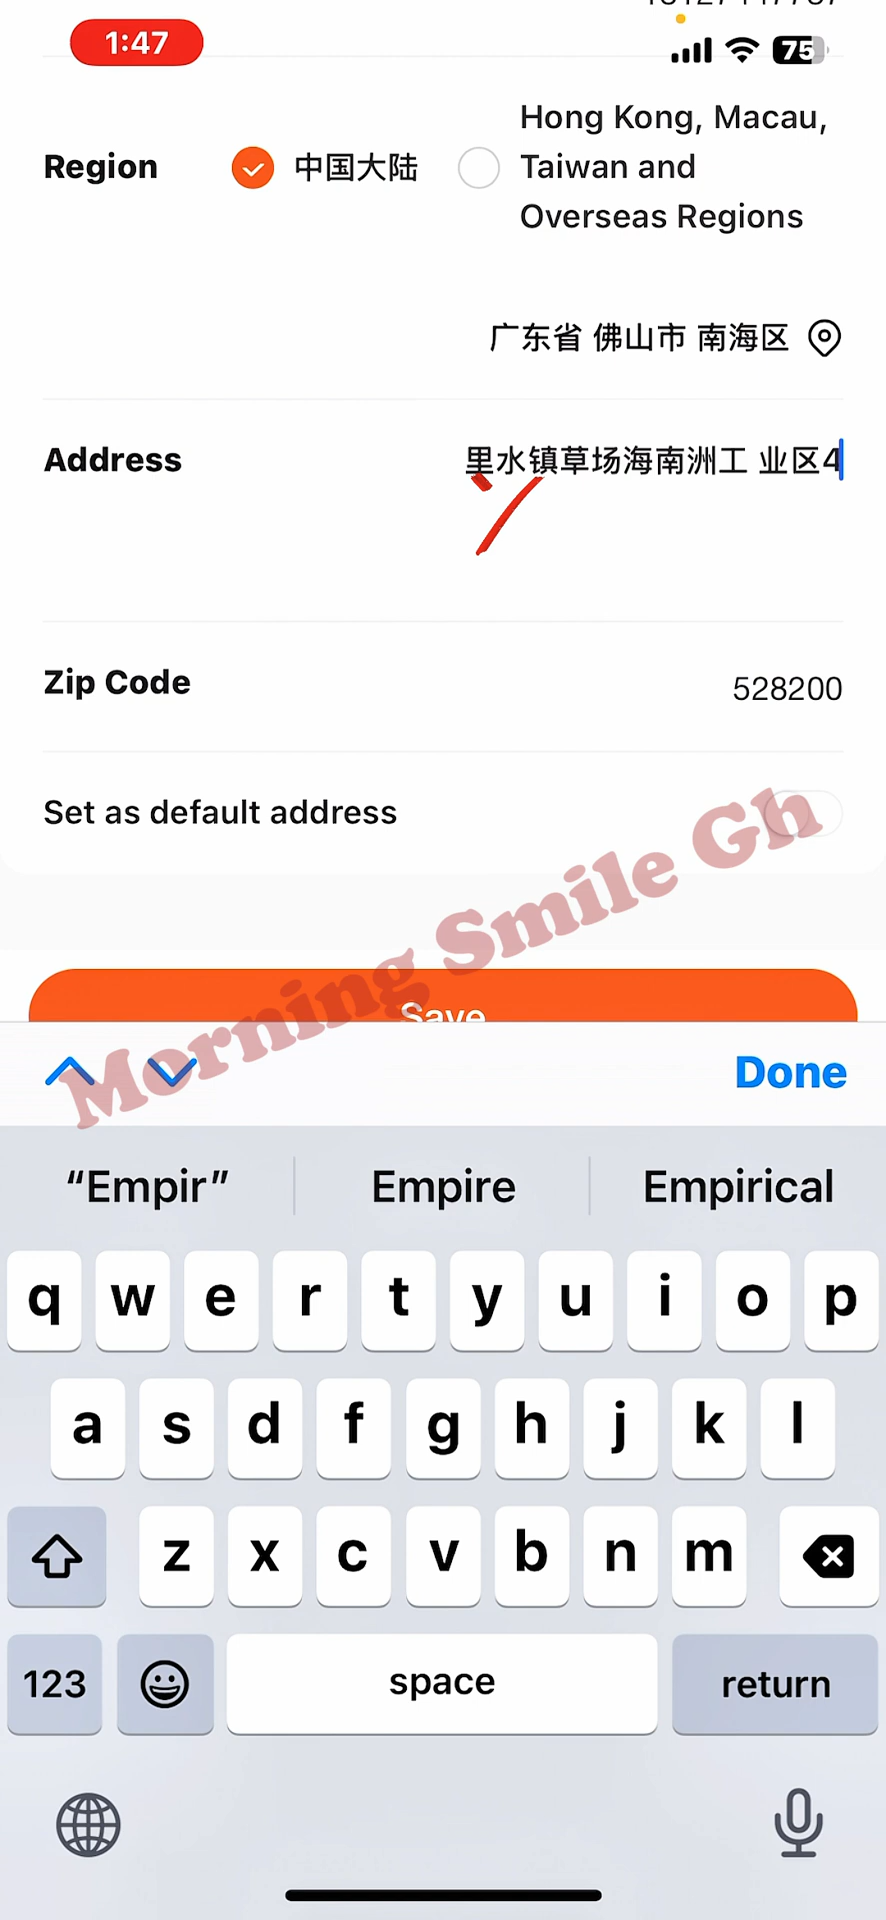 1:47
75
Hong Kong, Macau,
Region 中国大陆 Taiwan and
Overseas Regions
广东省 佛山市 南海区
Address 里水镇草场海南洲工 业区4
Zip Code 528200
Set as default address
Morning Smile Gh
Save
Done
“Empir” Empire Empirical
q w e r t y u i o p
a s d f g h j k l
z x c v b n m
123 space return